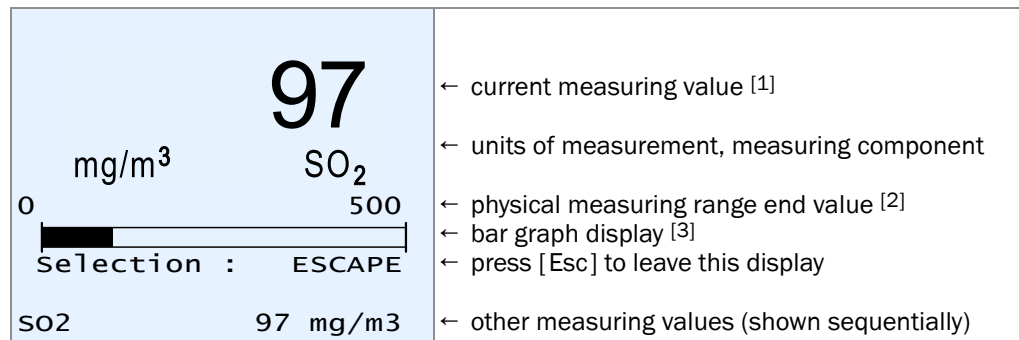 97 ← current measuring value [1]
mg/m³ SO₂ ← units of measurement, measuring component
0 500 ← physical measuring range end value [2]
← bar graph display [3]
Selection : ESCAPE ← press [Esc] to leave this display
SO2 97 mg/m3 ← other measuring values (shown sequentially)